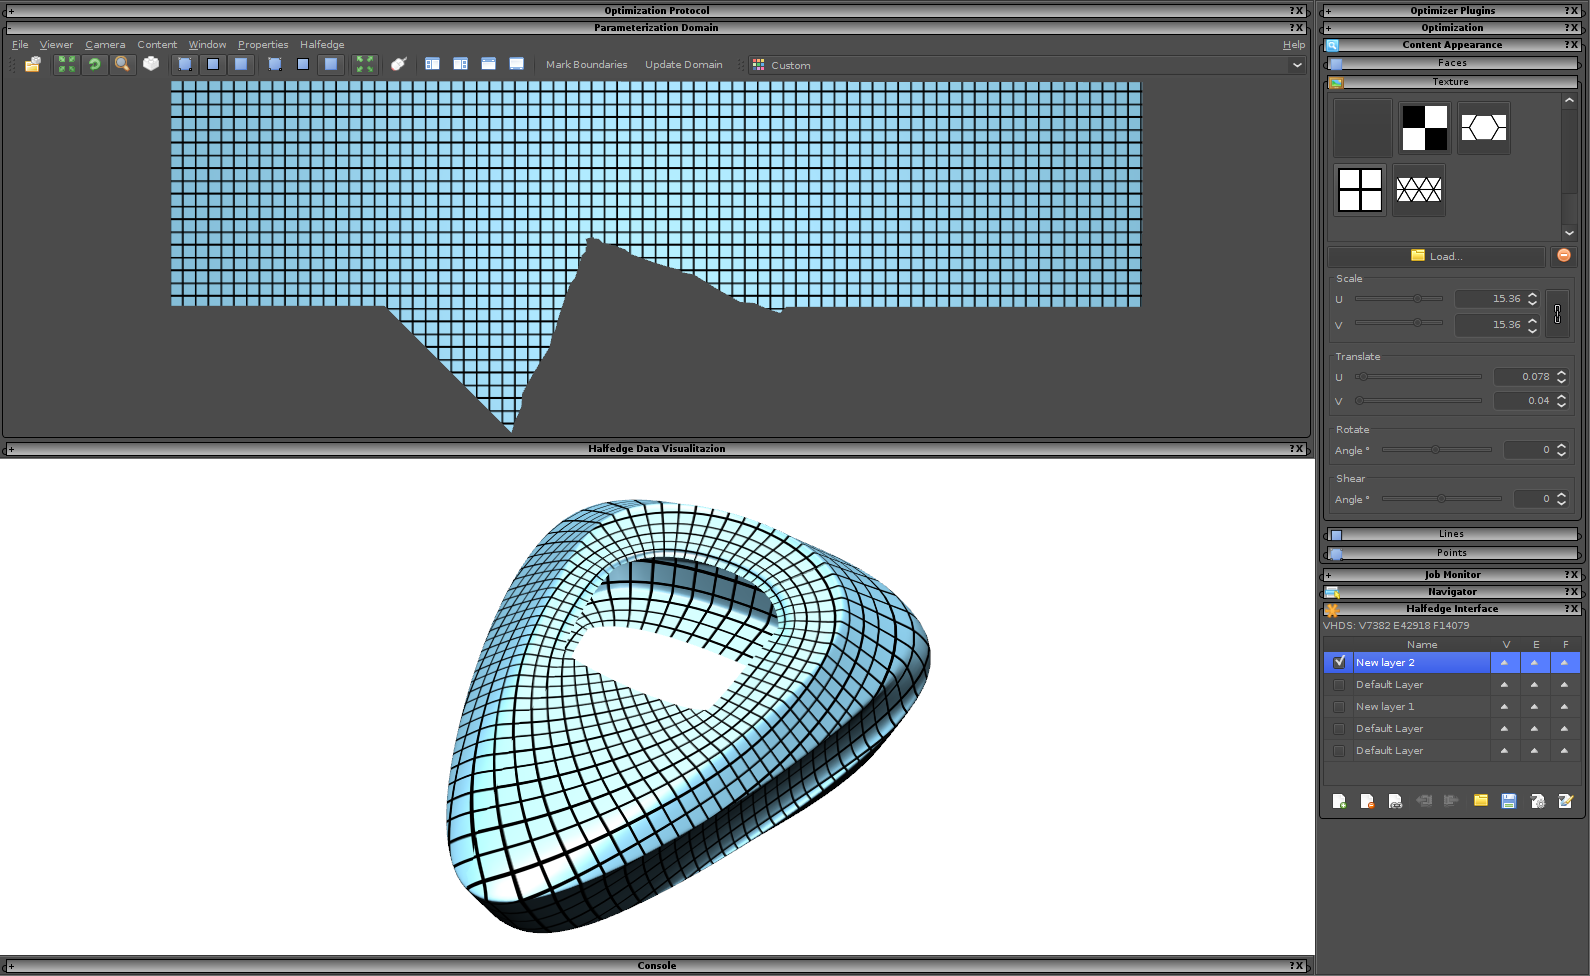 Optimization Protocol
Parameterization Domain
File Viewer Camera Content Window Properties Halfedge Help
Mark Boundaries Update Domain Custom
Halfedge Data Visualitazion
Console
Optimizer Plugins
Optimization
Content Appearance
Faces
Texture
Load...
Scale
U 15.36
V 15.36
Translate
U 0.078
V 0.04
Rotate
Angle ° 0
Shear
Angle ° 0
Lines
Points
Job Monitor
Navigator
Halfedge Interface
VHDS: V7382 E42918 F14079
Name V E F
New layer 2
Default Layer
New layer 1
Default Layer
Default Layer